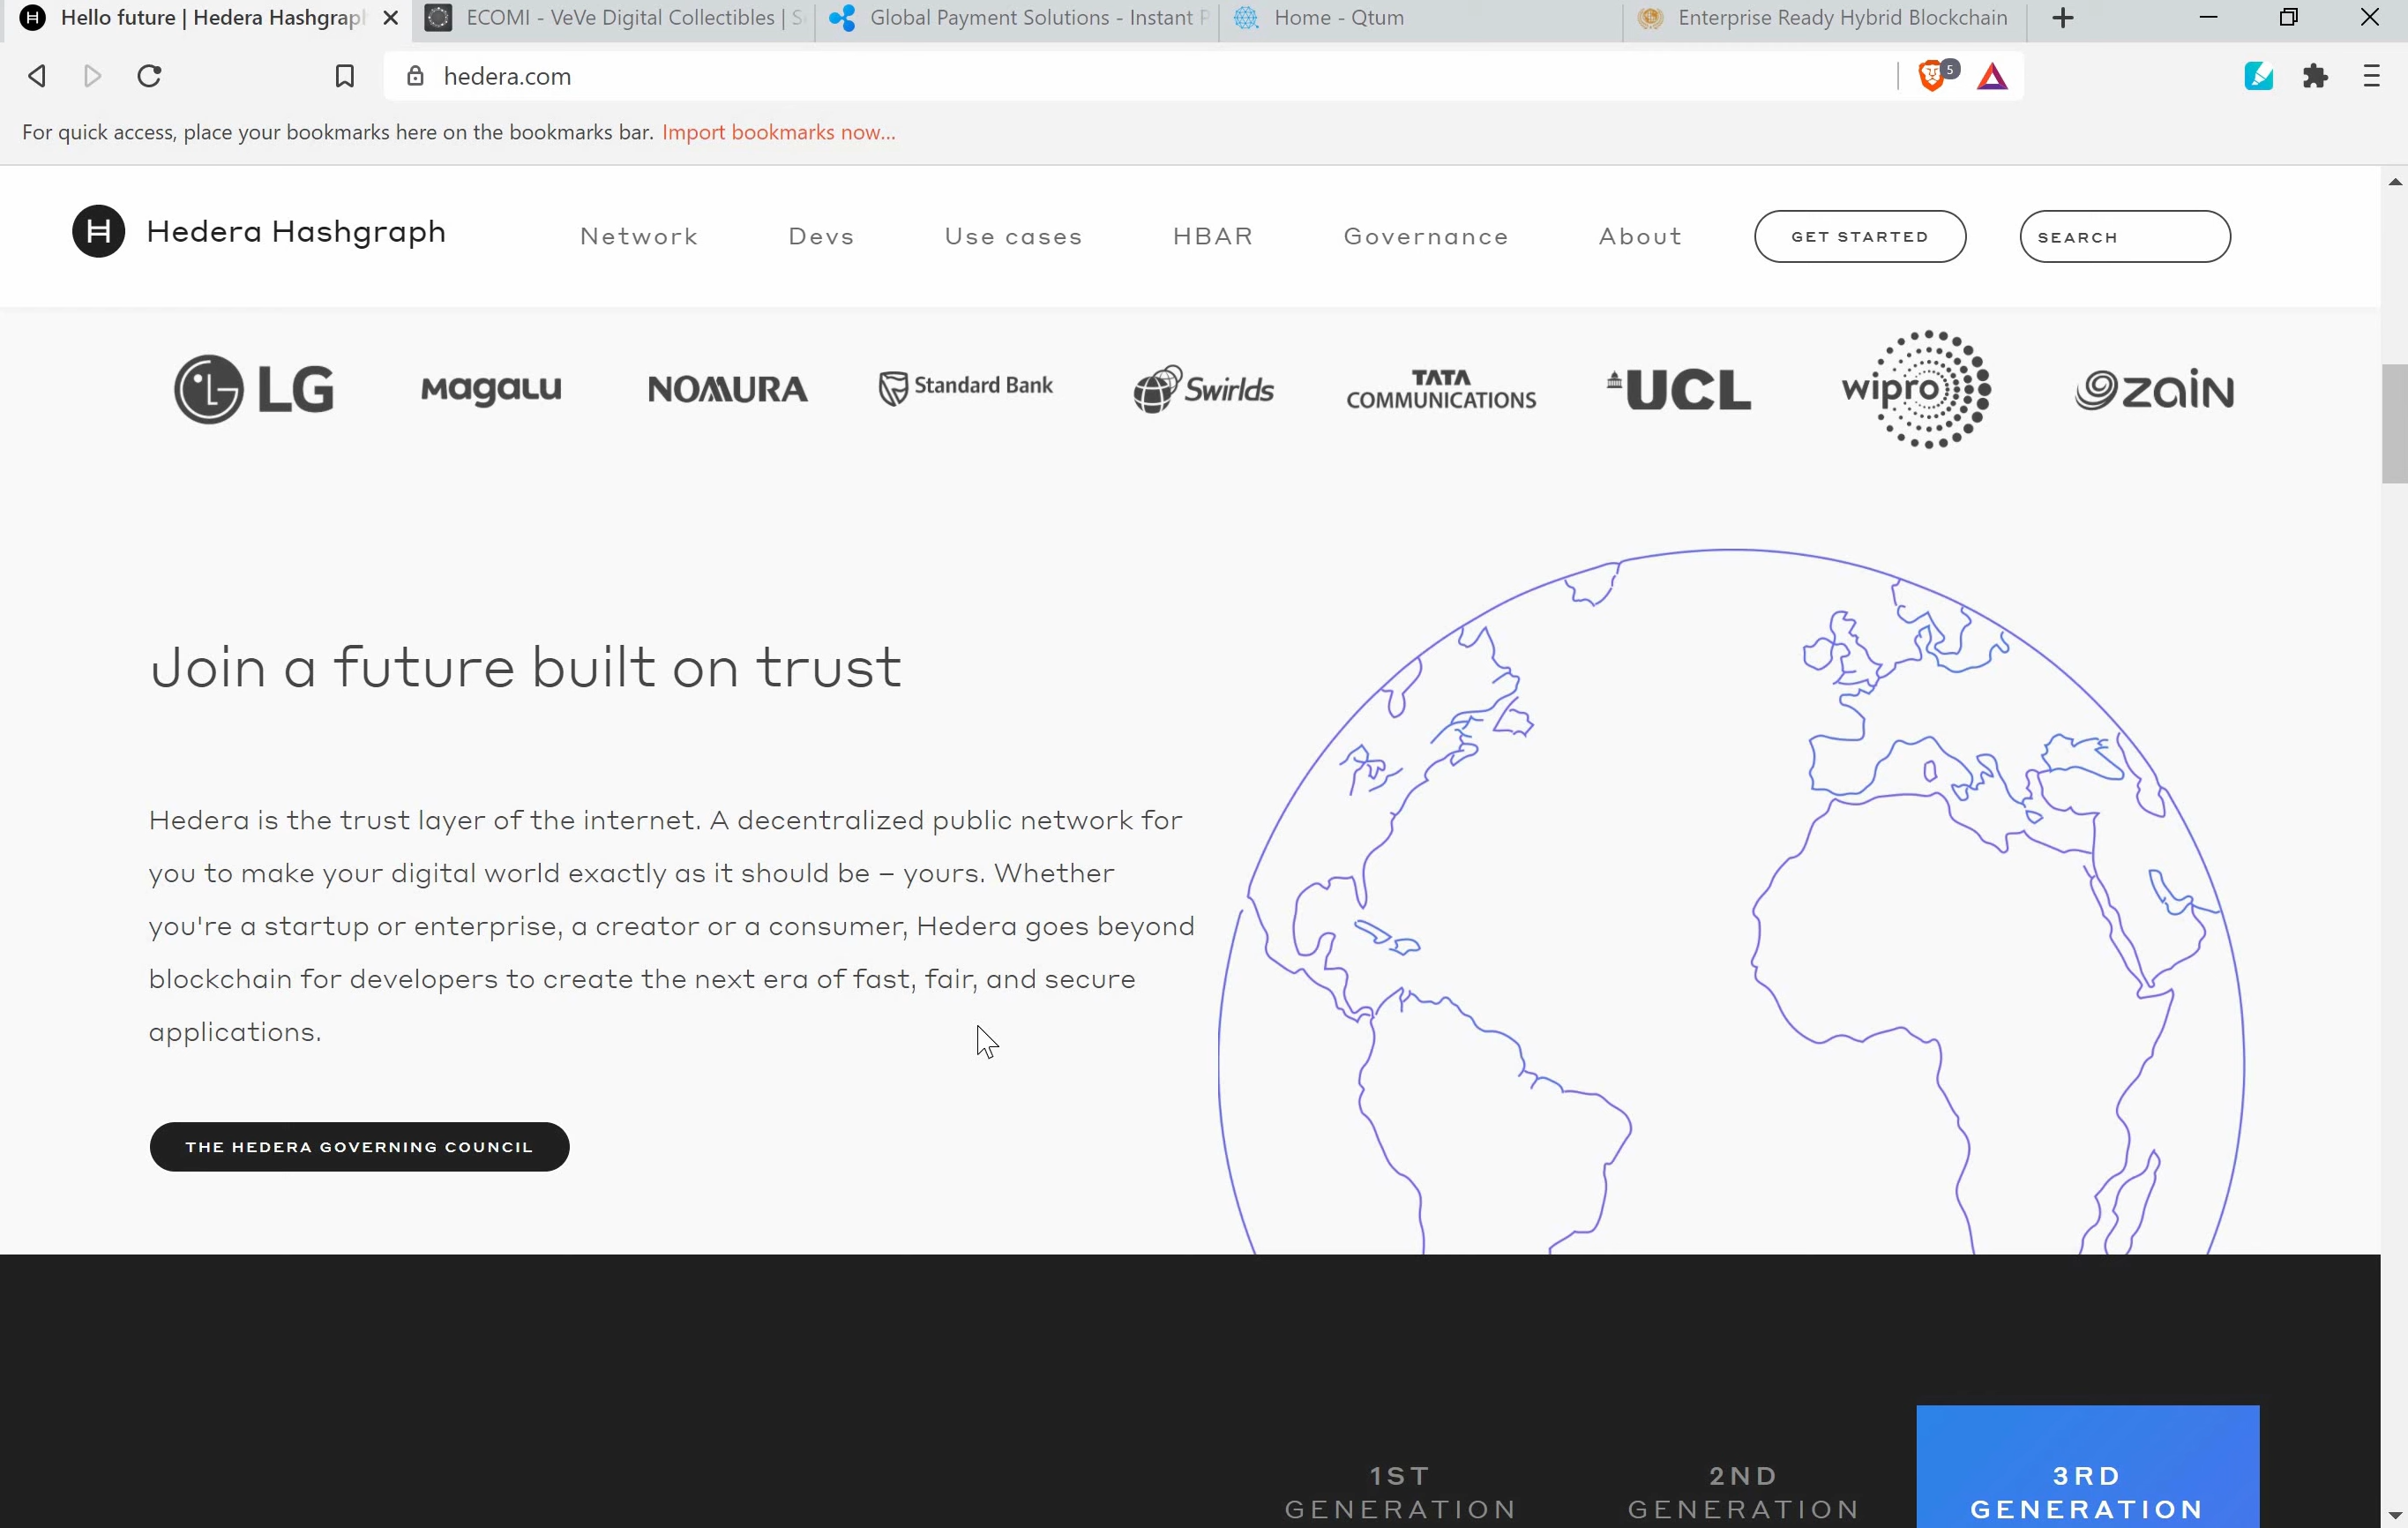 Hello future | Hedera Hashgraph
ECOMI - VeVe Digital Collectibles | S
Global Payment Solutions - Instant P
Home - Qtum
Enterprise Ready Hybrid Blockchain
hedera.com
5
For quick access, place your bookmarks here on the bookmarks bar. Import bookmarks now...
H Hedera Hashgraph
Network Devs Use cases HBAR Governance About GET STARTED SEARCH
LG magalu NOMURA Standard Bank Swirlds TATA COMMUNICATIONS UCL wipro zain
Join a future built on trust
Hedera is the trust layer of the internet. A decentralized public network for
you to make your digital world exactly as it should be – yours. Whether
you're a startup or enterprise, a creator or a consumer, Hedera goes beyond
blockchain for developers to create the next era of fast, fair, and secure
applications.
THE HEDERA GOVERNING COUNCIL
1ST GENERATION
2ND GENERATION
3RD GENERATION